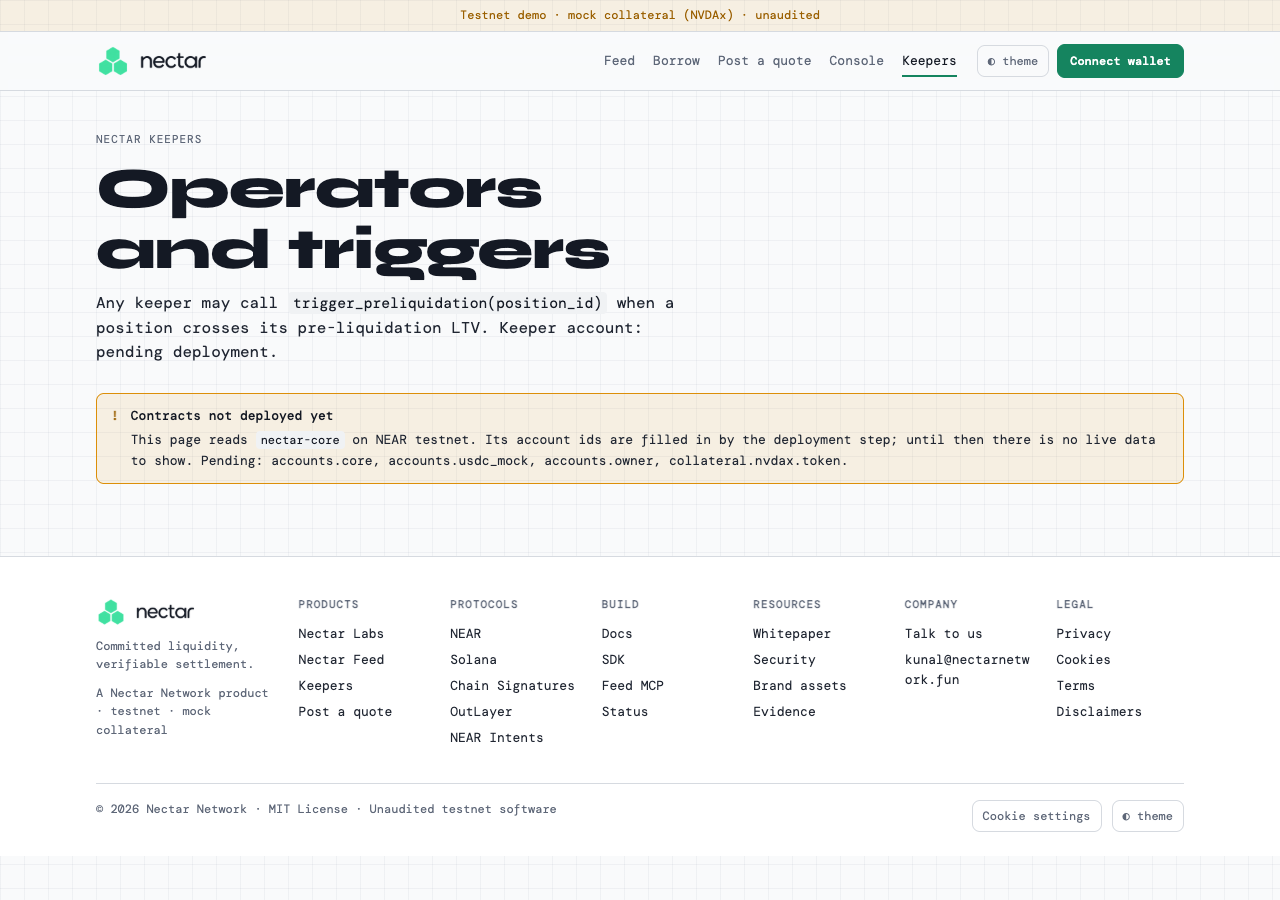 Testnet demo · mock collateral (NVDAx) · unaudited
nectar
Feed Borrow Post a quote Console Keepers ◐ theme Connect wallet
NECTAR KEEPERS
Operators
and triggers
Any keeper may call trigger_preliquidation(position_id) when a
position crosses its pre-liquidation LTV. Keeper account:
pending deployment.
! Contracts not deployed yet
This page reads nectar-core on NEAR testnet. Its account ids are filled in by the deployment step; until then there is no live data
to show. Pending: accounts.core, accounts.usdc_mock, accounts.owner, collateral.nvdax.token.
nectar
Committed liquidity,
verifiable settlement.
A Nectar Network product
· testnet · mock
collateral
PRODUCTS
Nectar Labs
Nectar Feed
Keepers
Post a quote
PROTOCOLS
NEAR
Solana
Chain Signatures
OutLayer
NEAR Intents
BUILD
Docs
SDK
Feed MCP
Status
RESOURCES
Whitepaper
Security
Brand assets
Evidence
COMPANY
Talk to us
kunal@nectarnetw
ork.fun
LEGAL
Privacy
Cookies
Terms
Disclaimers
© 2026 Nectar Network · MIT License · Unaudited testnet software
Cookie settings ◐ theme